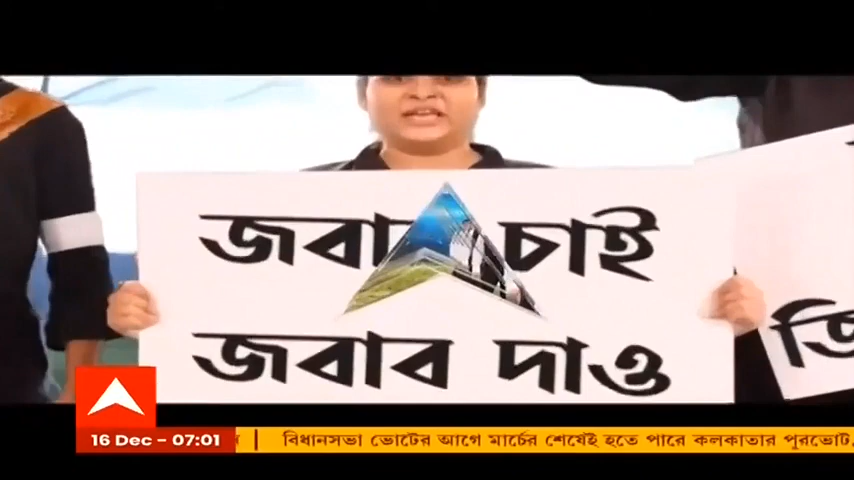 জবাব চাই
জবাব দাও
16 Dec - 07:01
বিধানসভা ভোটের আগে মার্চের শেষেই হতে পারে কলকাতার পুরভোট,